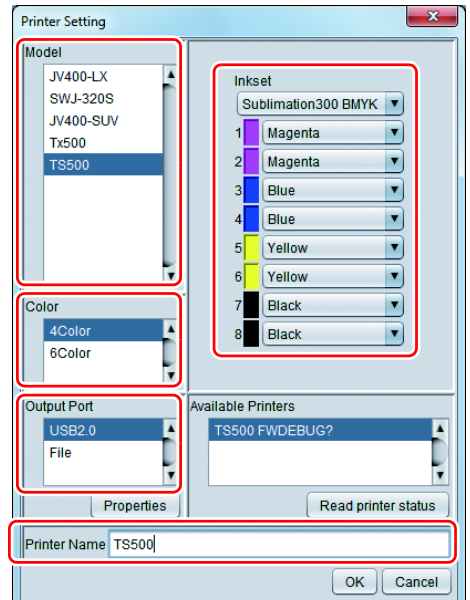 Printer Setting
Model
JV400-LX
SWJ-320S
JV400-SUV
Tx500
TS500
Inkset
Sublimation300 BMYK
1 Magenta
2 Magenta
3 Blue
4 Blue
5 Yellow
6 Yellow
7 Black
8 Black
Color
4Color
6Color
Output Port
USB2.0
File
Properties
Available Printers
TS500 FWDEBUG?
Read printer status
Printer Name TS500
OK Cancel